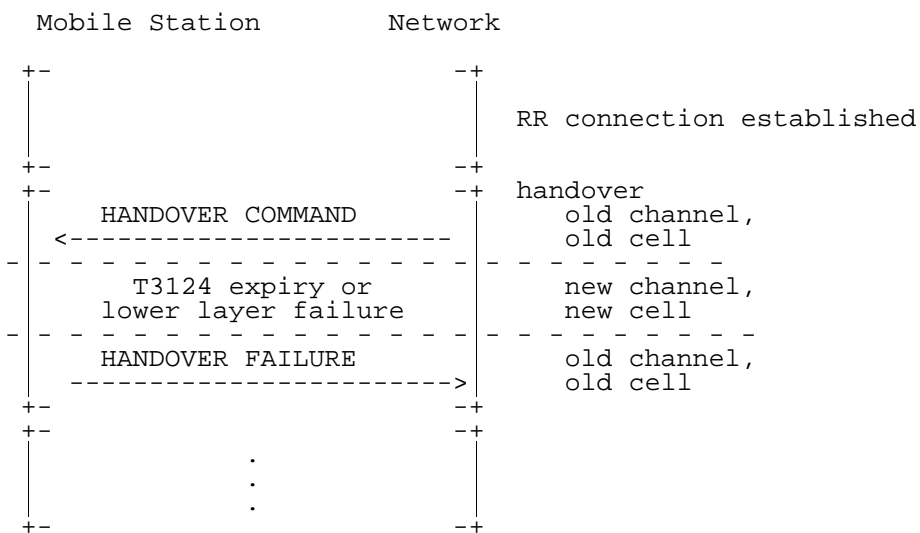 Mobile Station Network
RR connection established
handover
HANDOVER COMMAND old channel,
old cell
T3124 expiry or new channel,
lower layer failure new cell
HANDOVER FAILURE old channel,
old cell